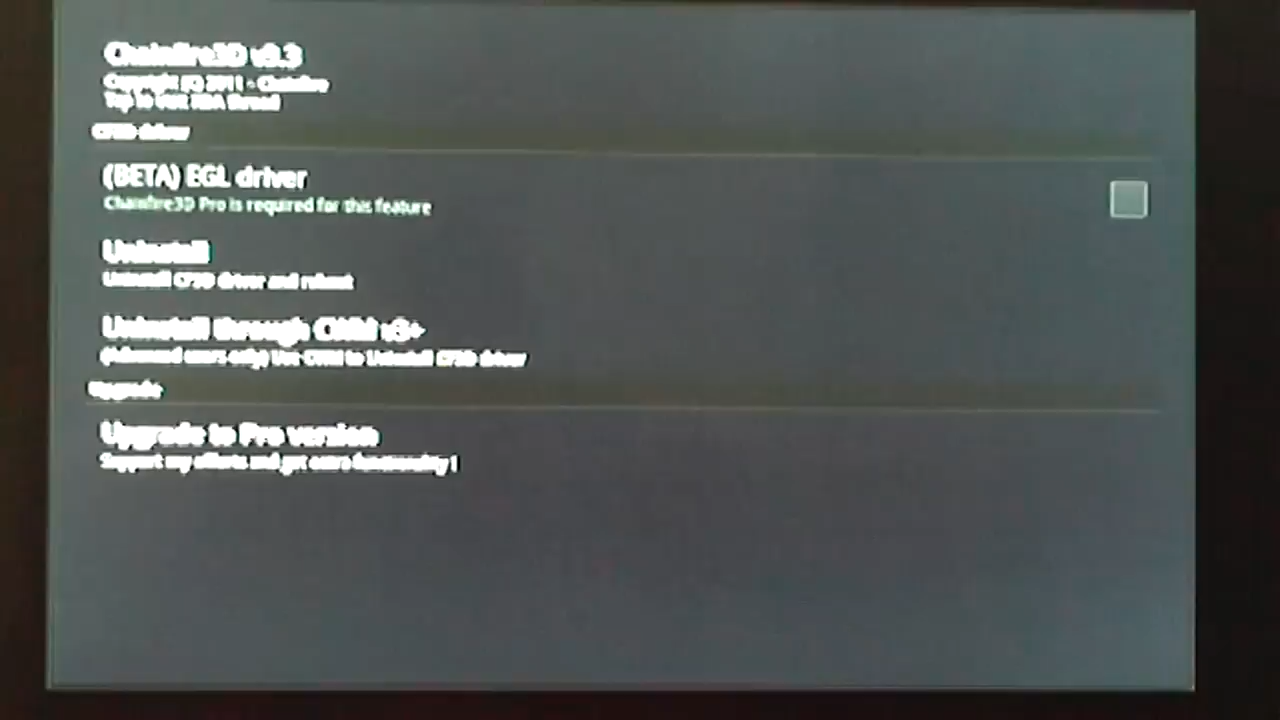 Chainfire3D v3.3
Copyright (C) 2011 - Chainfire
Tap to visit XDA thread
CF3D driver
(BETA) EGL driver
Chainfire3D Pro is required for this feature
Uninstall
Uninstall CF3D driver and reboot
Uninstall through CWM v3+
(Advanced users only) Use CWM to Uninstall CF3D driver
Upgrade
Upgrade to Pro version
Support my efforts and get extra functionality !